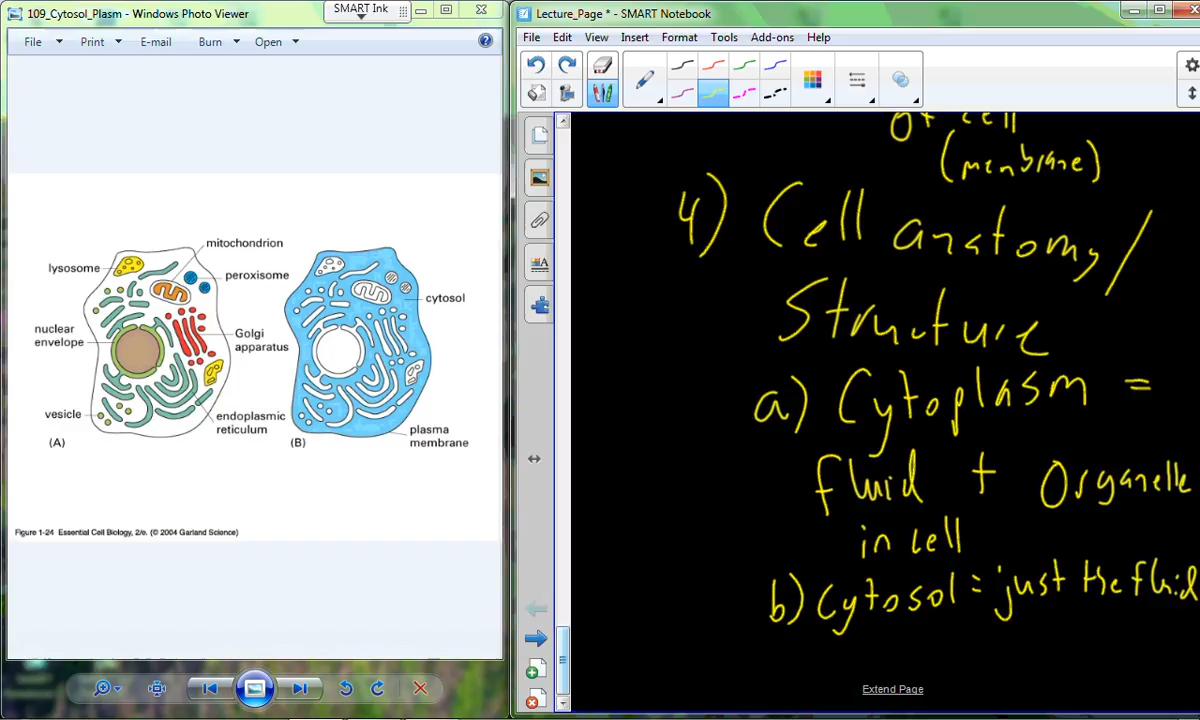 109_Cytosol_Plasm - Windows Photo Viewer
SMART Ink
File Print E-mail Burn Open
lysosome
mitochondrion
peroxisome
nuclear
envelope
Golgi
apparatus
vesicle
endoplasmic
reticulum
(A)
cytosol
plasma
membrane
(B)
Figure 1-24 Essential Cell Biology, 2/e. (© 2004 Garland Science)
Lecture_Page * - SMART Notebook
File Edit View Insert Format Tools Add-ons Help
of cell
(membrane)
4) Cell anatomy/
Structure
a) Cytoplasm =
fluid + Organelle
in cell
b) Cytosol = just the fluid
Extend Page